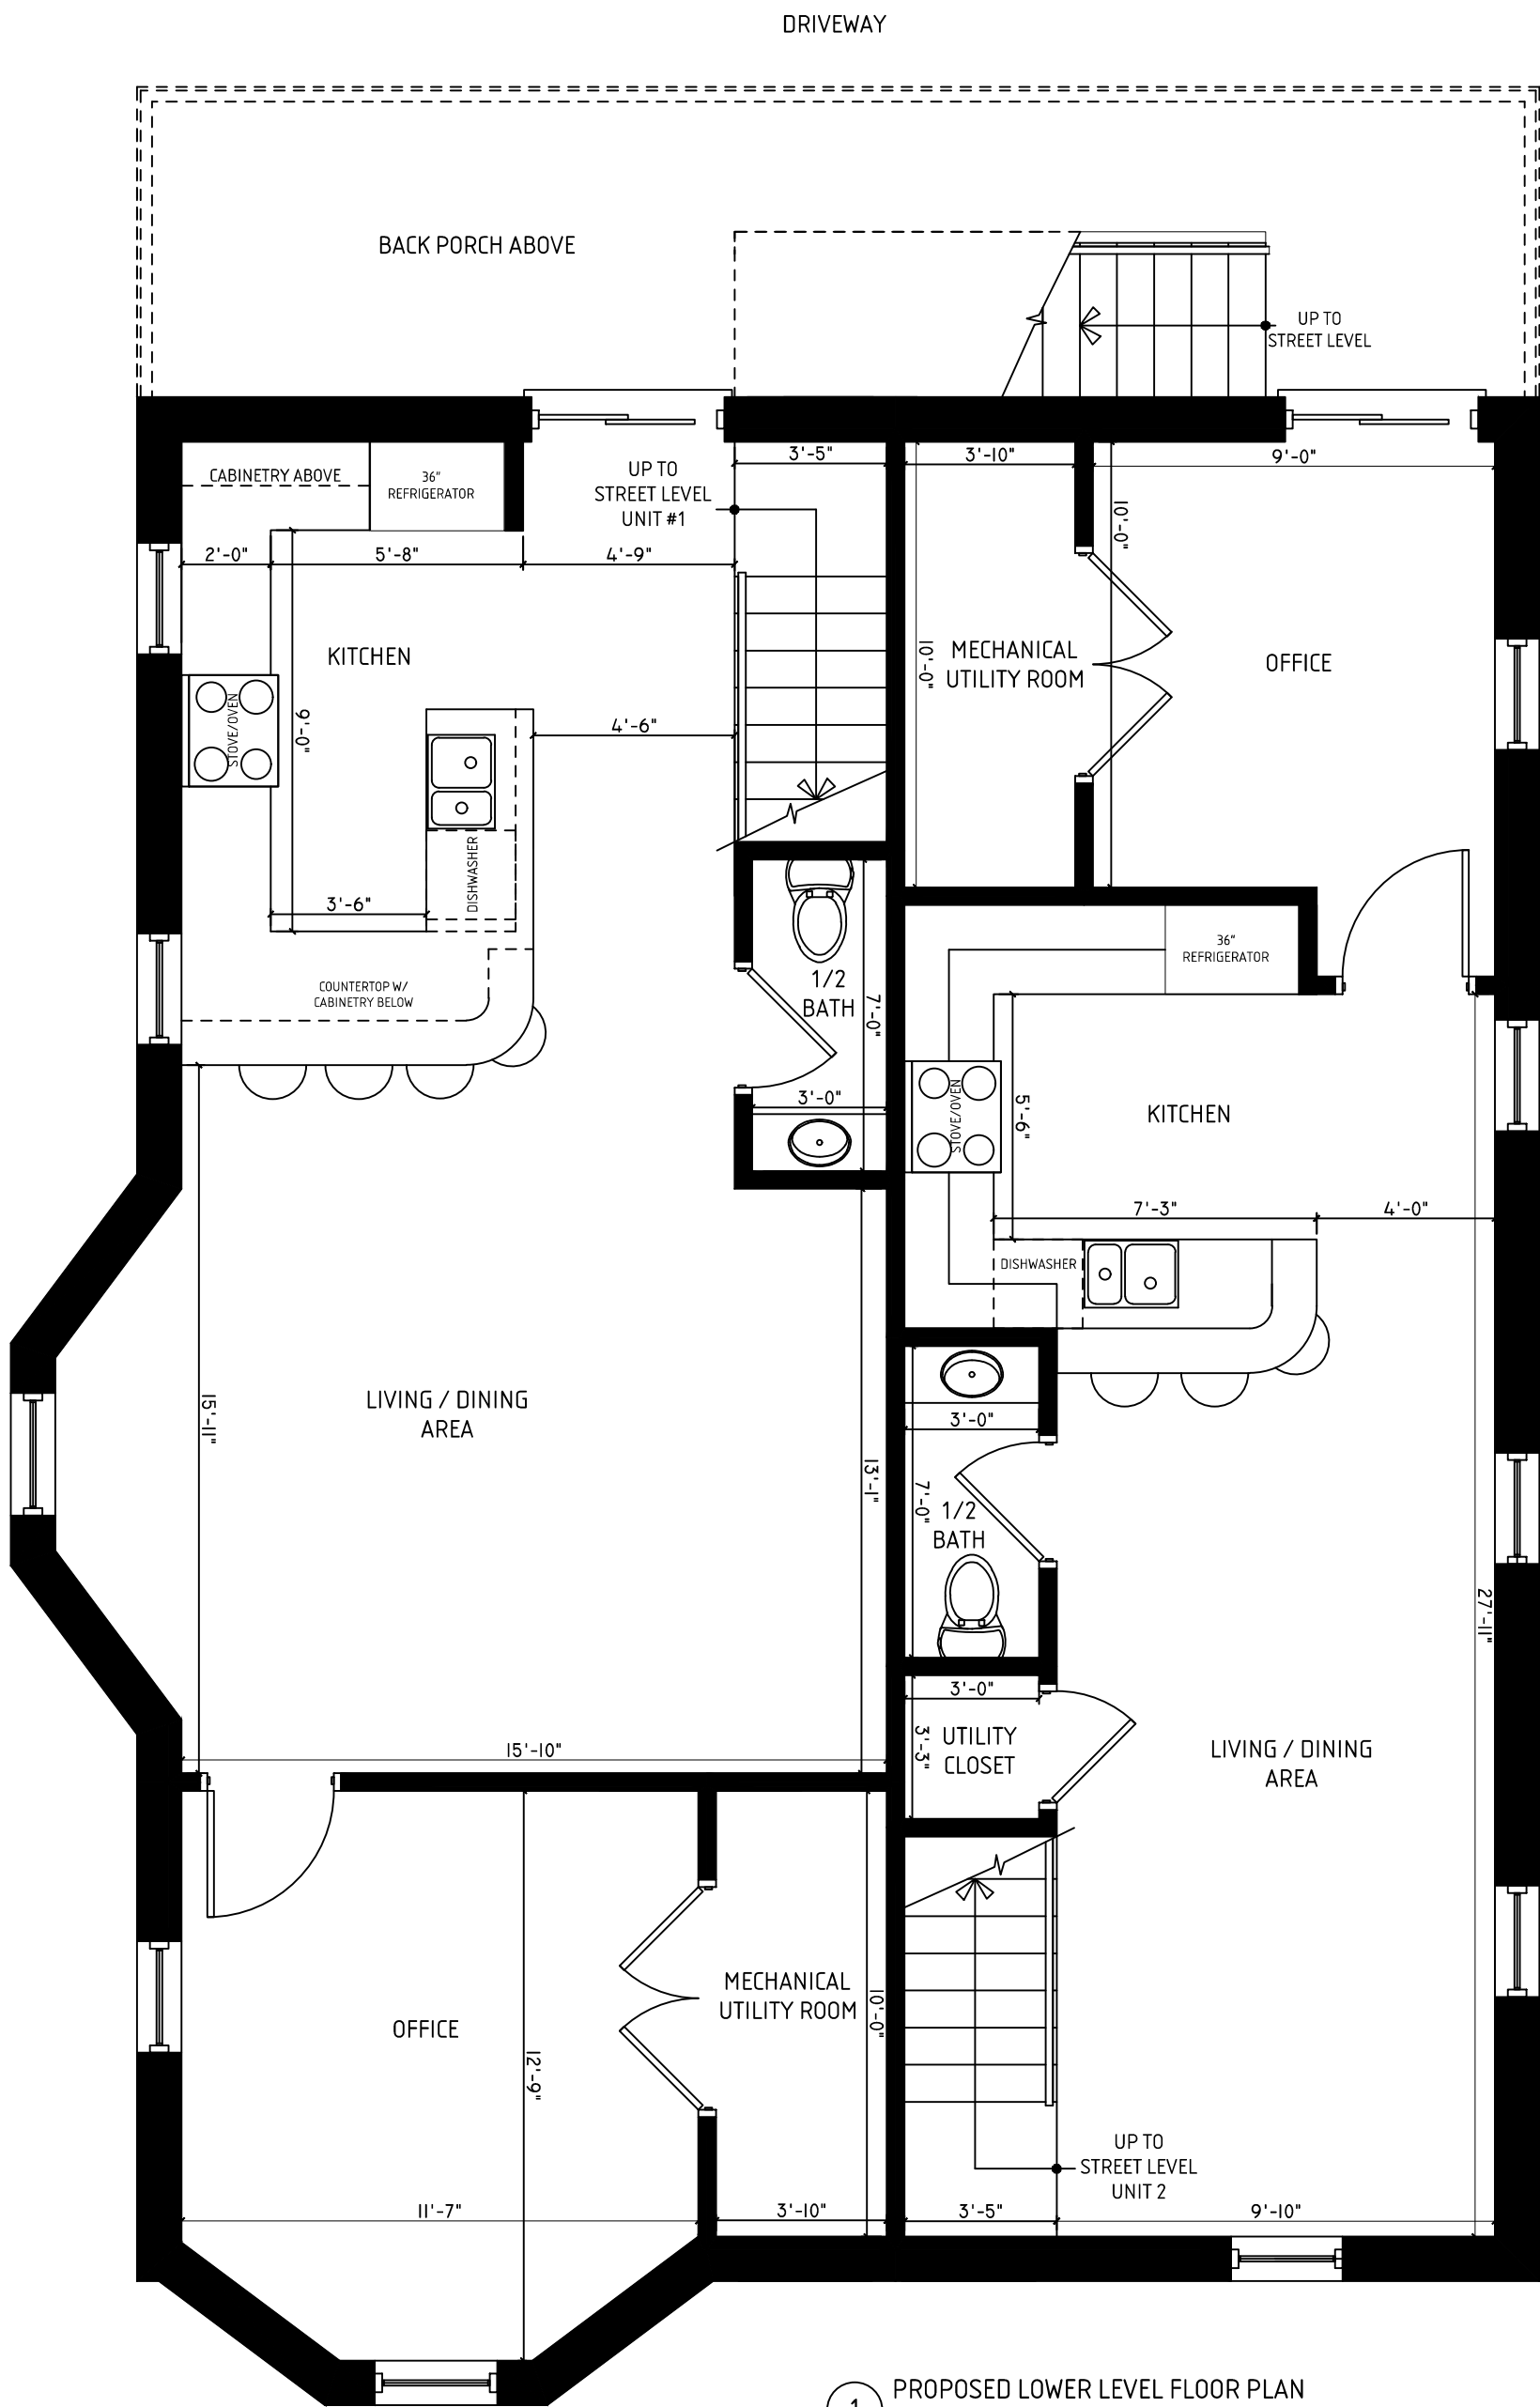 DRIVEWAY
BACK PORCH ABOVE
UP TO
STREET LEVEL
CABINETRY ABOVE
36"
REFRIGERATOR
UP TO
STREET LEVEL
UNIT #1
3'-5"
3'-10"
9'-0"
10'-0"
2'-0"
5'-8"
4'-9"
KITCHEN
MECHANICAL
UTILITY ROOM
10'-0"
OFFICE
STOVE/OVEN
9'-0"
4'-6"
DISHWASHER
3'-6"
COUNTERTOP W/
CABINETRY BELOW
1/2
BATH
7'-0"
3'-0"
36"
REFRIGERATOR
STOVE/OVEN
5'-6"
KITCHEN
7'-3"
4'-0"
DISHWASHER
LIVING / DINING
AREA
15'-11"
13'-1"
3'-0"
7'-0"
1/2
BATH
27'-11"
3'-0"
3'-3"
UTILITY
CLOSET
LIVING / DINING
AREA
15'-10"
OFFICE
12'-9"
MECHANICAL
UTILITY ROOM
10'-0"
UP TO
STREET LEVEL
UNIT 2
11'-7"
3'-10"
3'-5"
9'-10"
1
PROPOSED LOWER LEVEL FLOOR PLAN